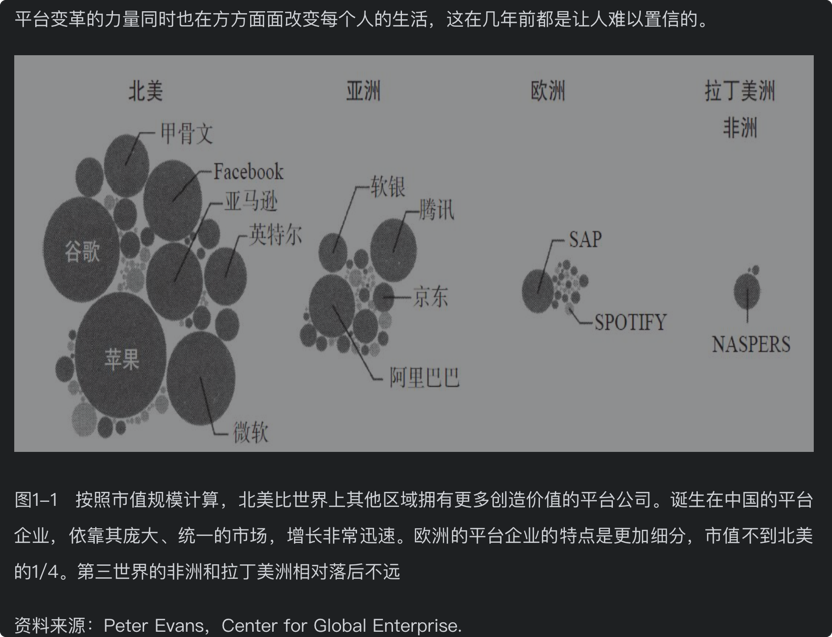 平台变革的力量同时也在方方面面改变每个人的生活，这在几年前都是让人难以置信的。
北美
亚洲
欧洲
拉丁美洲
非洲
甲骨文
Facebook
亚马逊
英特尔
谷歌
苹果
微软
软银
腾讯
京东
阿里巴巴
SAP
SPOTIFY
NASPERS
图1–1 按照市值规模计算，北美比世界上其他区域拥有更多创造价值的平台公司。诞生在中国的平台
企业，依靠其庞大、统一的市场，增长非常迅速。欧洲的平台企业的特点是更加细分，市值不到北美
的1/4。第三世界的非洲和拉丁美洲相对落后不远
资料来源：Peter Evans，Center for Global Enterprise.